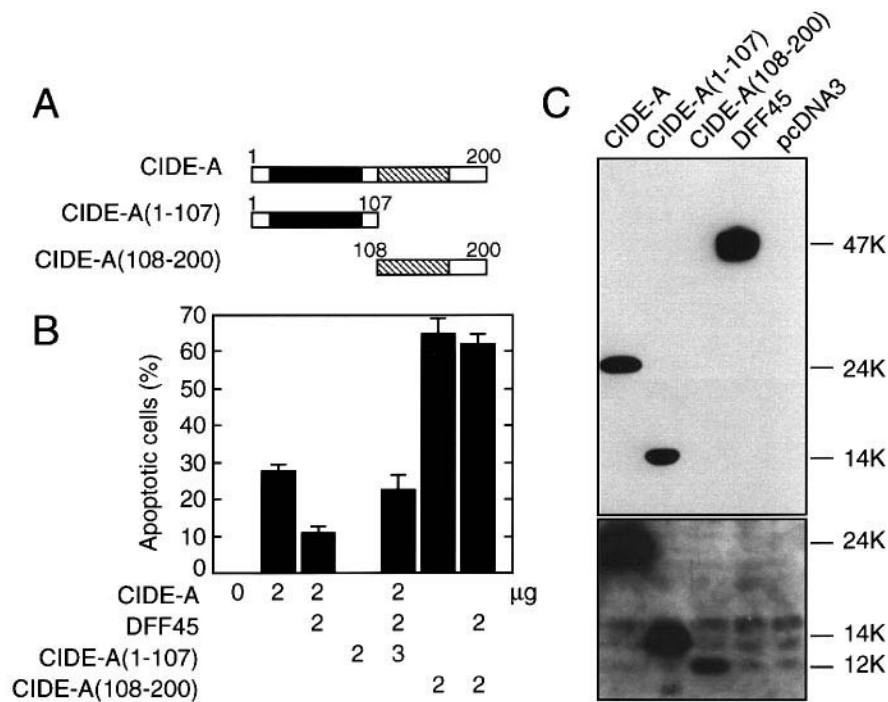 A
1 200
CIDE-A
1 107
CIDE-A(1-107)
108 200
CIDE-A(108-200)
B
Apoptotic cells (%)
70
60
50
40
30
20
10
0
CIDE-A 0 2 2 2 μg
DFF45 2 2 2
CIDE-A(1-107) 2 3
CIDE-A(108-200) 2 2
C
CIDE-A
CIDE-A(1-107)
CIDE-A(108-200)
DFF45
pcDNA3
47K
24K
14K
24K
14K
12K